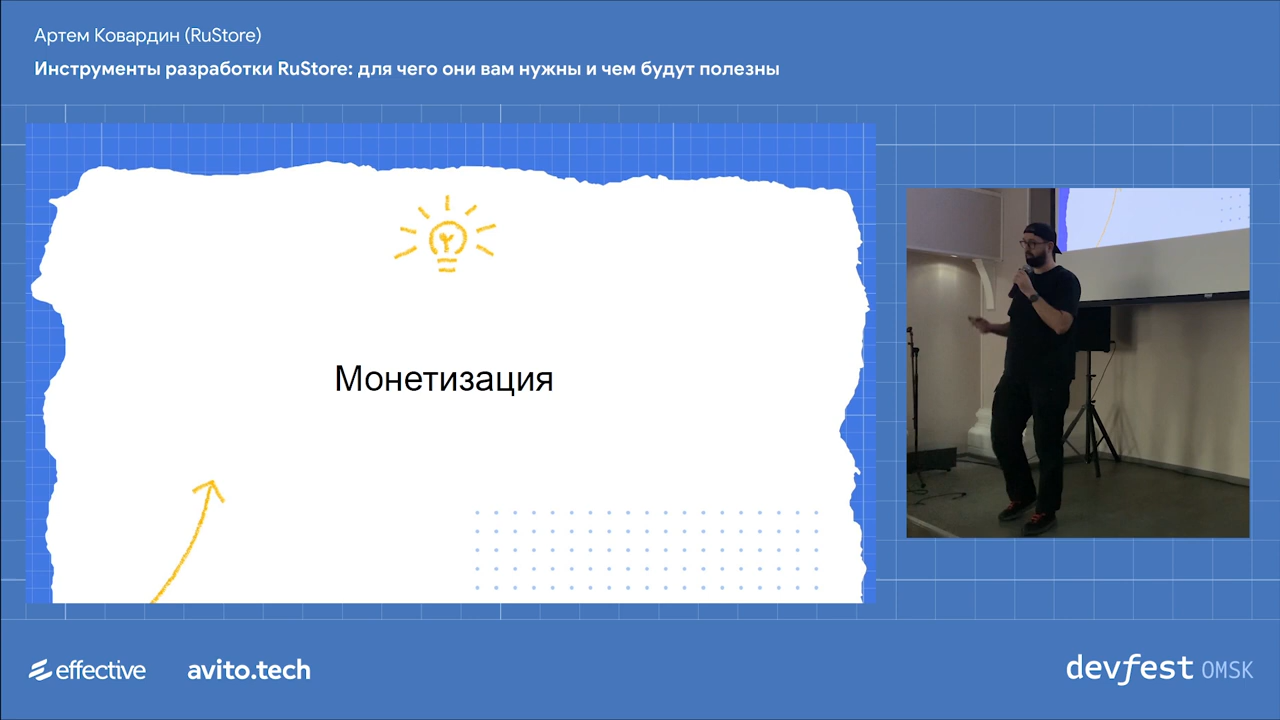 Артем Ковардин (RuStore)
Инструменты разработки RuStore: для чего они вам нужны и чем будут полезны
Монетизация
effective
avito.tech
devfest OMSK